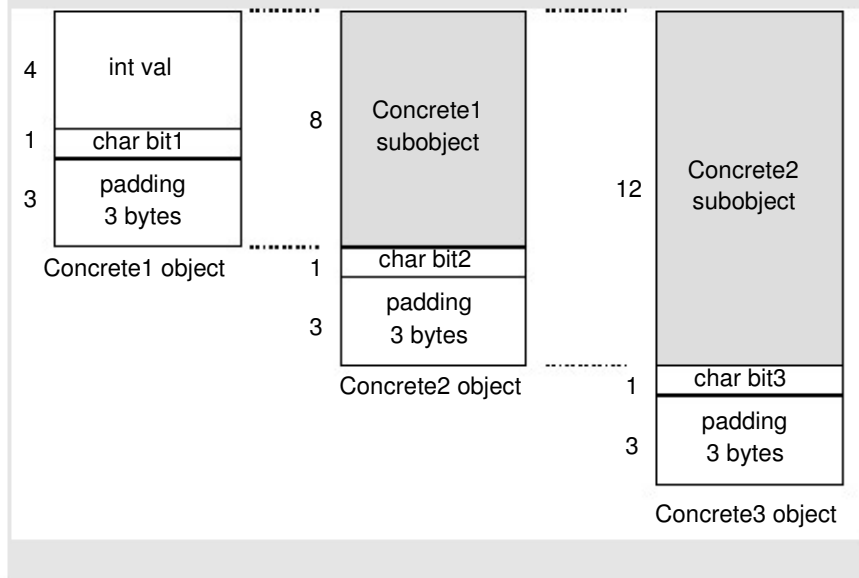 4
int val
1
char bit1
3
padding
3 bytes
Concrete1 object
8
Concrete1
subobject
1
char bit2
3
padding
3 bytes
Concrete2 object
12
Concrete2
subobject
1
char bit3
3
padding
3 bytes
Concrete3 object